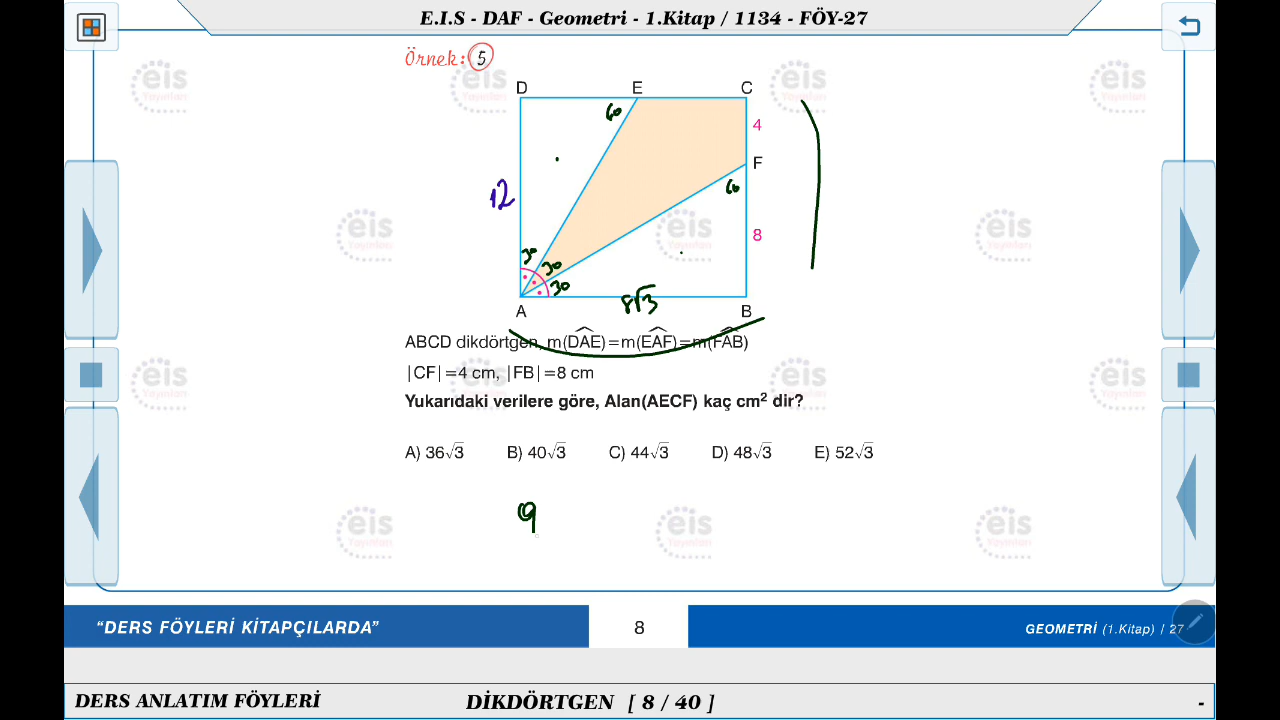 E.I.S - DAF - Geometri - 1.Kitap / 1134 - FÖY-27
Örnek: 5
D E C
60
4
F
12
60
8
30 30 30
8√3
A B
ABCD dikdörtgen, m(DAE)=m(EAF)=m(FAB)
|CF|=4 cm, |FB|=8 cm
Yukarıdaki verilere göre, Alan(AECF) kaç cm² dir?
A) 36√3 B) 40√3 C) 44√3 D) 48√3 E) 52√3
9
"DERS FÖYLERİ KİTAPÇILARDA" 8 GEOMETRİ (1.Kitap) / 27
DERS ANLATIM FÖYLERİ DİKDÖRTGEN [ 8 / 40 ] -
eis Yayınları